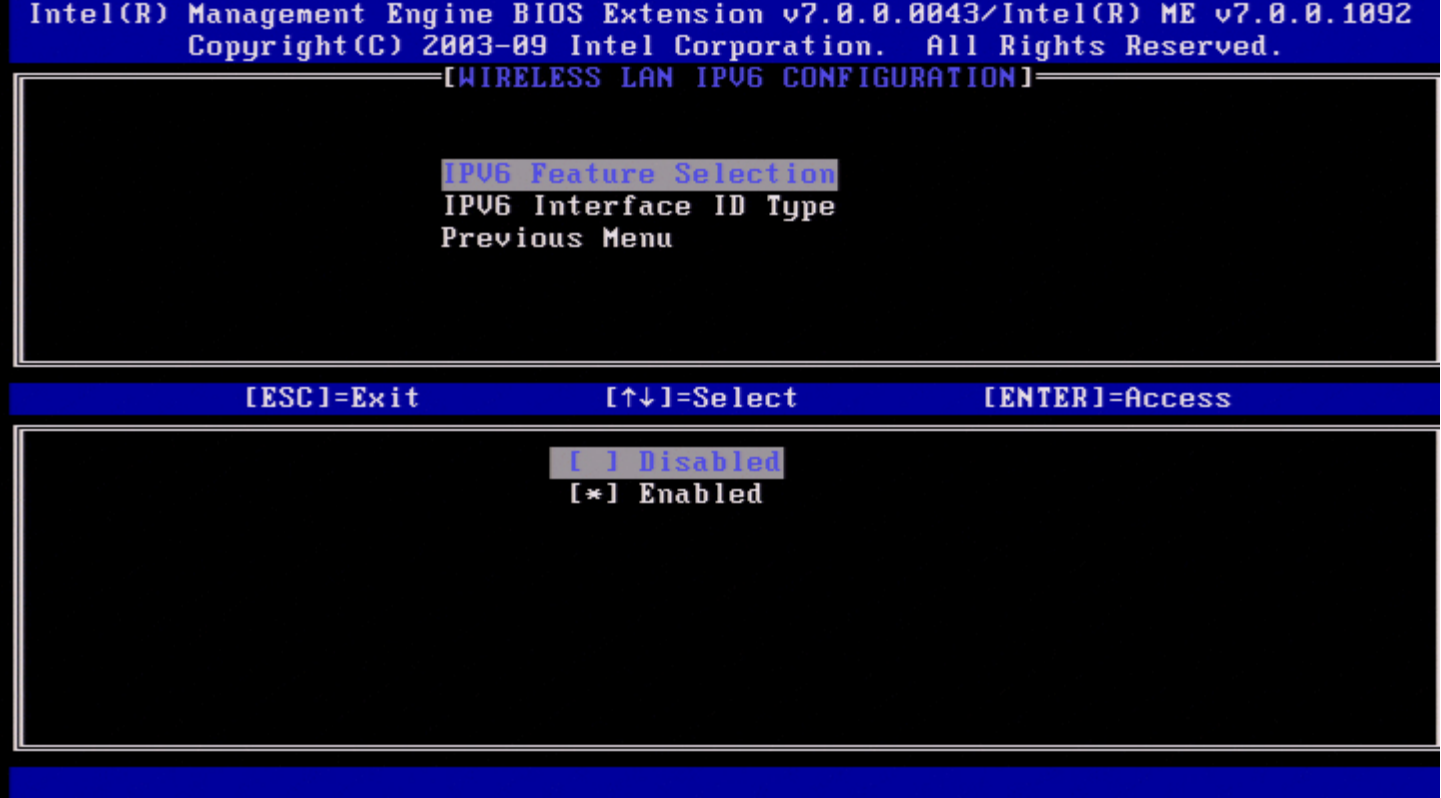 Intel(R) Management Engine BIOS Extension v7.0.0.0043/Intel(R) ME v7.0.0.1092
Copyright(C) 2003-09 Intel Corporation. All Rights Reserved.
[WIRELESS LAN IPV6 CONFIGURATION]
IPV6 Feature Selection
IPV6 Interface ID Type
Previous Menu
[ESC]=Exit [↑↓]=Select [ENTER]=Access
[ ] Disabled
[*] Enabled